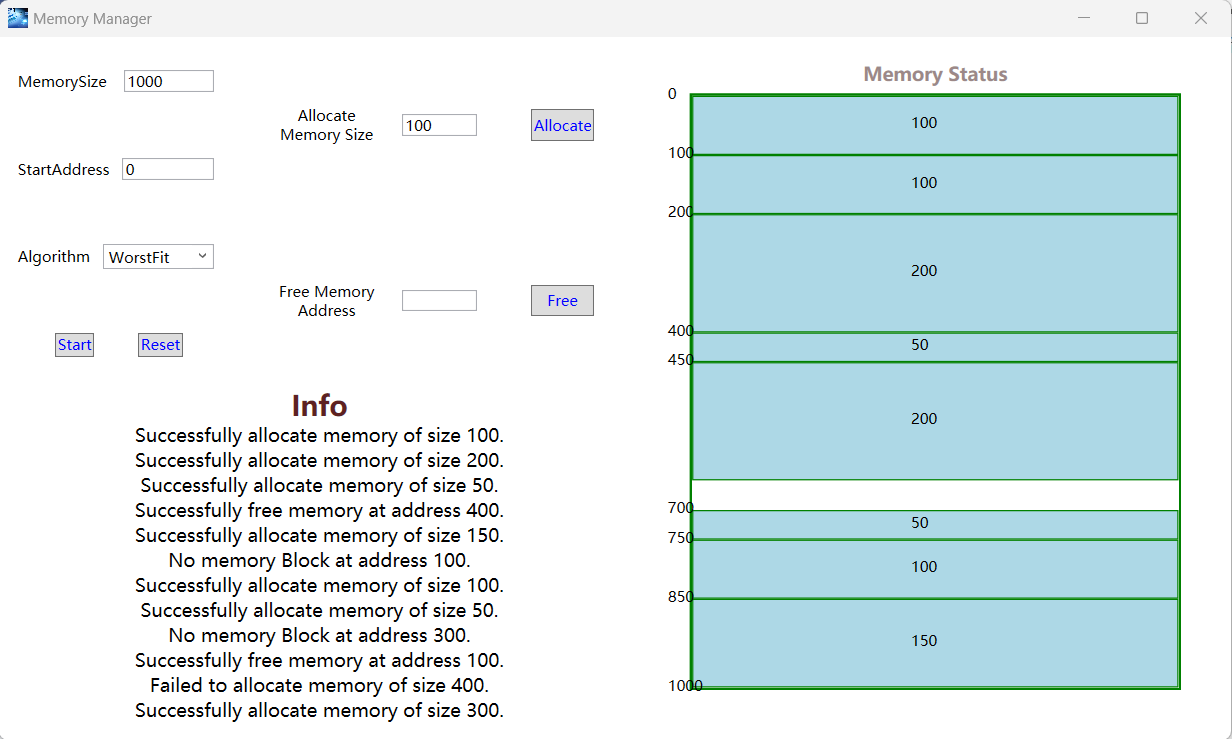 Memory Manager
MemorySize 1000
Allocate
Memory Size
100
Allocate
StartAddress 0
Algorithm WorstFit
Free Memory
Address
Free
Start Reset
Info
Successfully allocate memory of size 100.
Successfully allocate memory of size 200.
Successfully allocate memory of size 50.
Successfully free memory at address 400.
Successfully allocate memory of size 150.
No memory Block at address 100.
Successfully allocate memory of size 100.
Successfully allocate memory of size 50.
No memory Block at address 300.
Successfully free memory at address 100.
Failed to allocate memory of size 400.
Successfully allocate memory of size 300.
Memory Status
0
100
100
100
200
200
400
50
450
200
700
50
750
100
850
150
1000